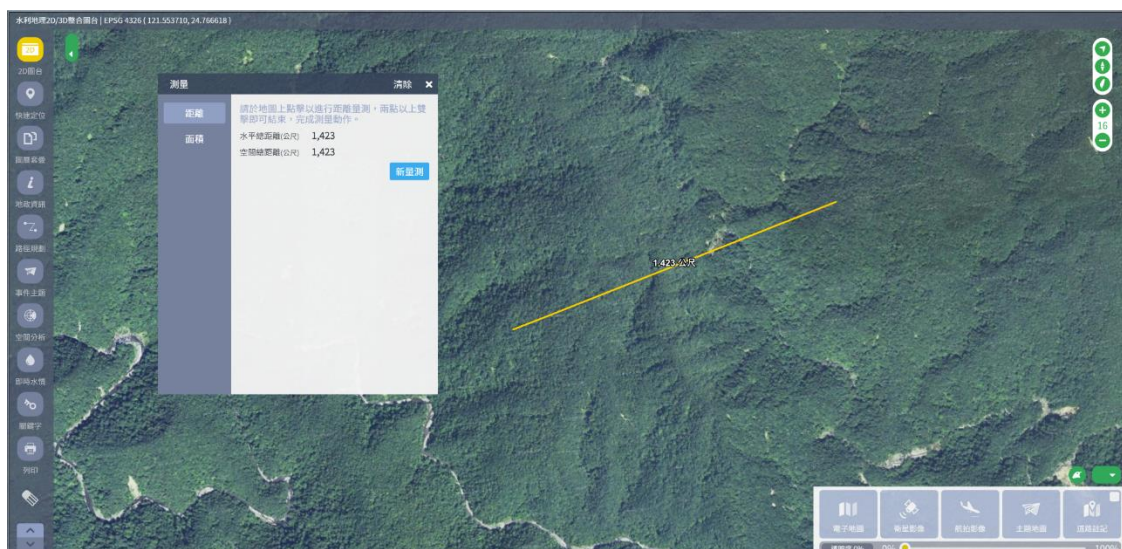 水利地理2D/3D整合圖台 | EPSG 4326 ( 121.553710, 24.766618 )
2D
2D圖台
快速定位
圖層套疊
地政資訊
路徑規劃
事件主題
空間分析
即時水情
關鍵字
列印
測量
清除 ×
距離
面積
請於地圖上點擊以進行距離量測，兩點以上雙
擊即可結束，完成測量動作。
水平總距離(公尺) 1,423
空間總距離(公尺) 1,423
新量測
1,423 公尺
16
電子地圖
衛星影像
航拍影像
主題地圖
道路註記
0%
100%